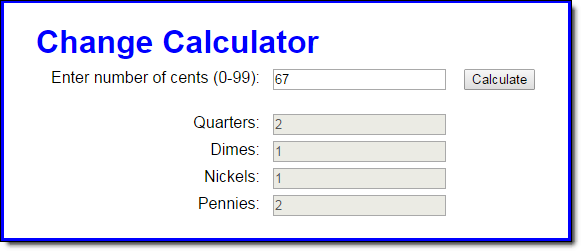 Change Calculator
Enter number of cents (0-99): 67 Calculate
Quarters: 2
Dimes: 1
Nickels: 1
Pennies: 2